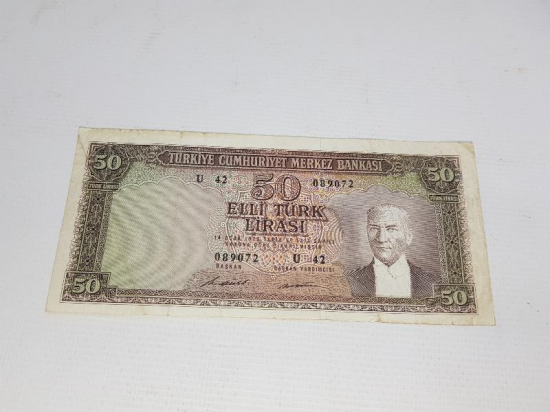 50 TÜRKİYE CUMHURİYET MERKEZ BANKASI 50
U 42 50 089072
ELLİ TÜRK
LİRASI
089072 U 42
BAŞKAN BAŞKAN YARDIMCISI
50 50